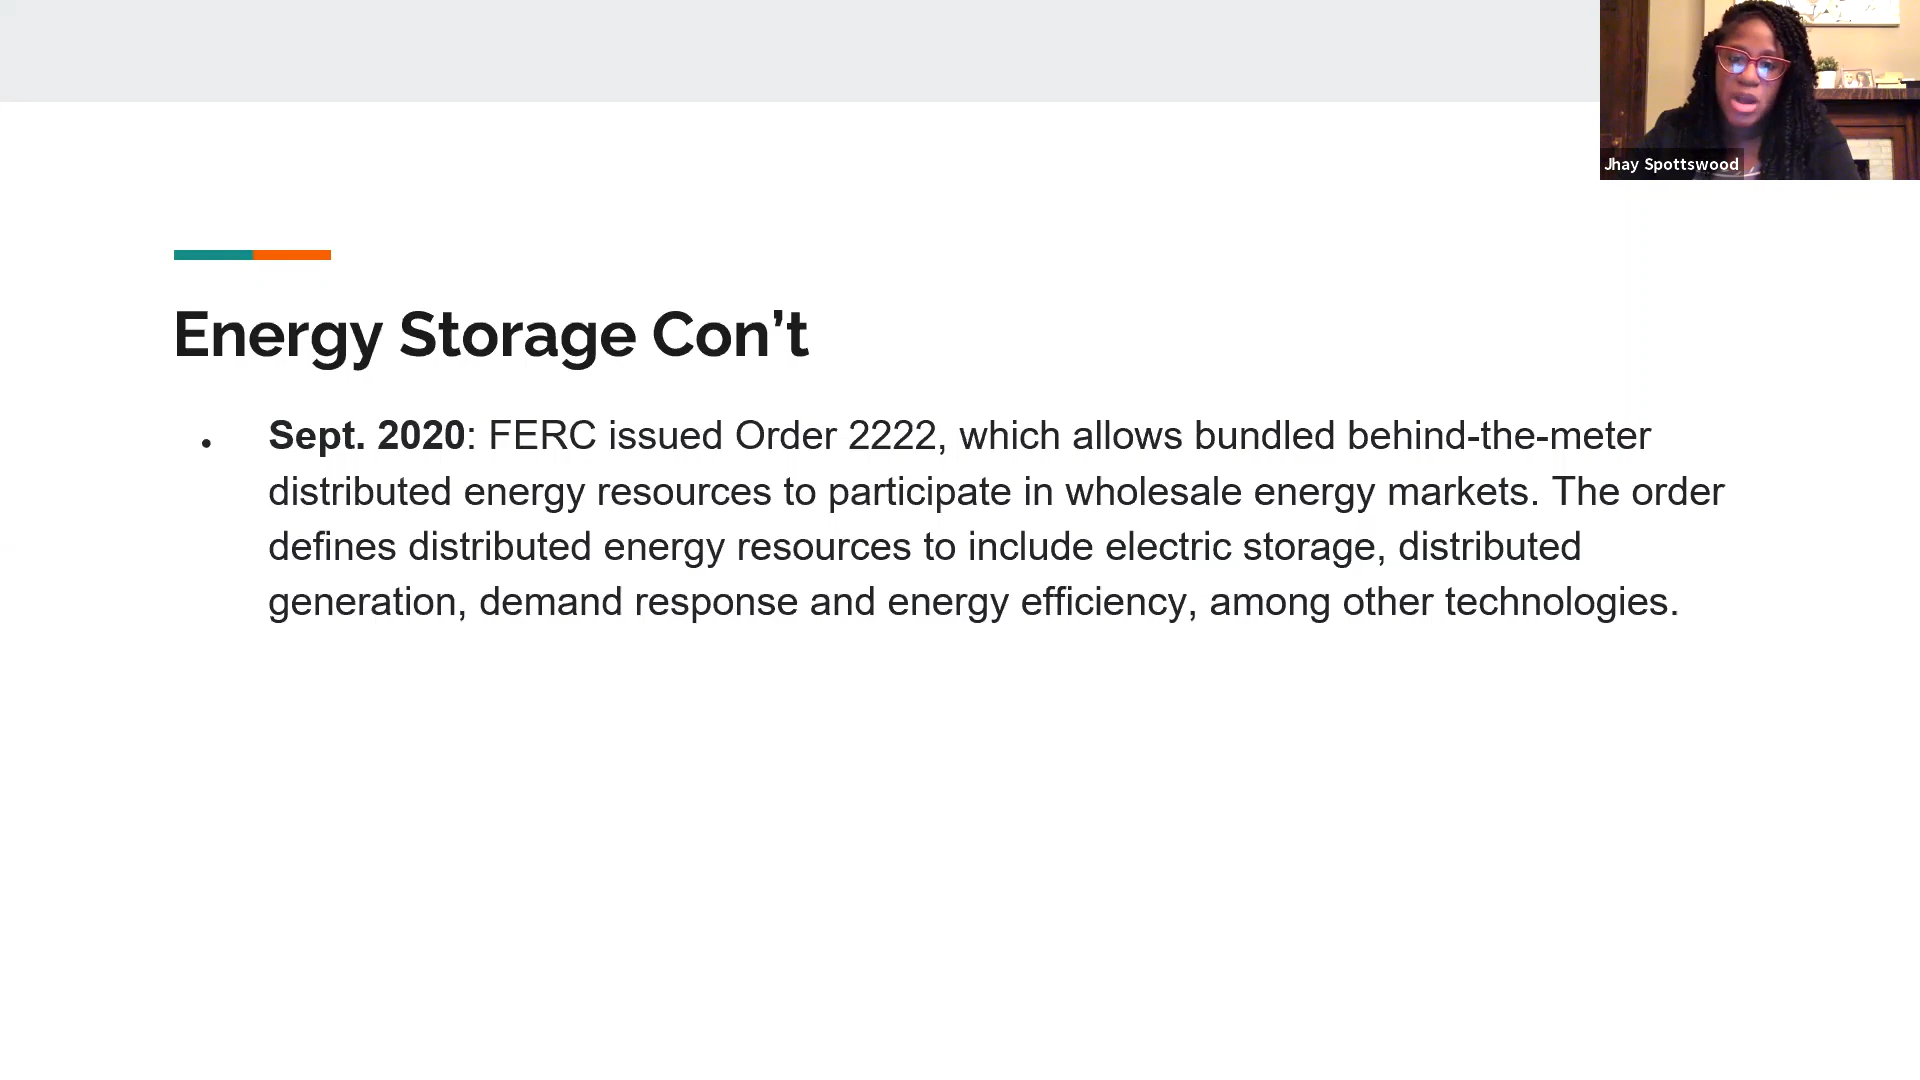 Jhay Spottswood
Energy Storage Con’t
• Sept. 2020: FERC issued Order 2222, which allows bundled behind-the-meter
distributed energy resources to participate in wholesale energy markets. The order
defines distributed energy resources to include electric storage, distributed
generation, demand response and energy efficiency, among other technologies.